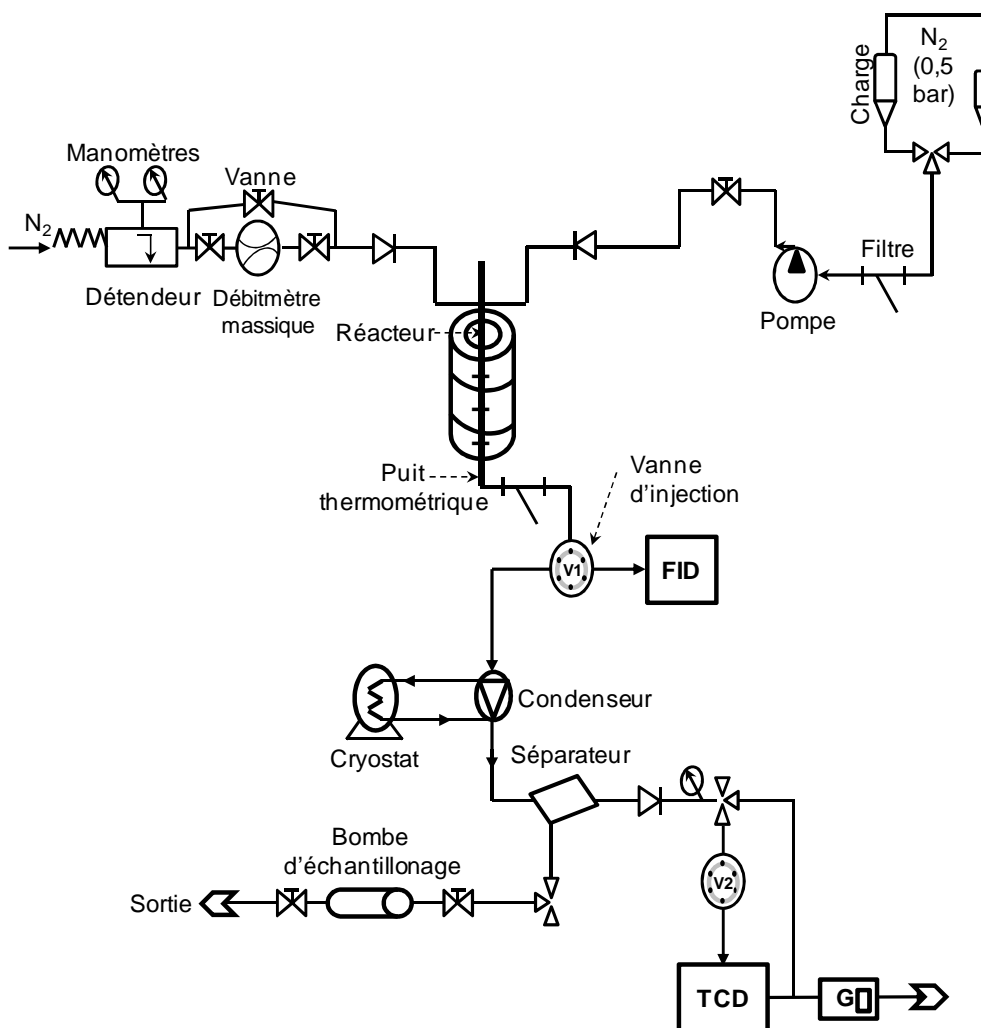 N2
(0,5
bar)
Charge
Manomètres
Vanne
N2
Filtre
Détendeur
Débitmètre
massique
Pompe
Réacteur
Puit
thermométrique
Vanne
d'injection
V1
FID
Condenseur
Cryostat
Séparateur
Bombe
d'échantillonage
Sortie
V2
TCD
G